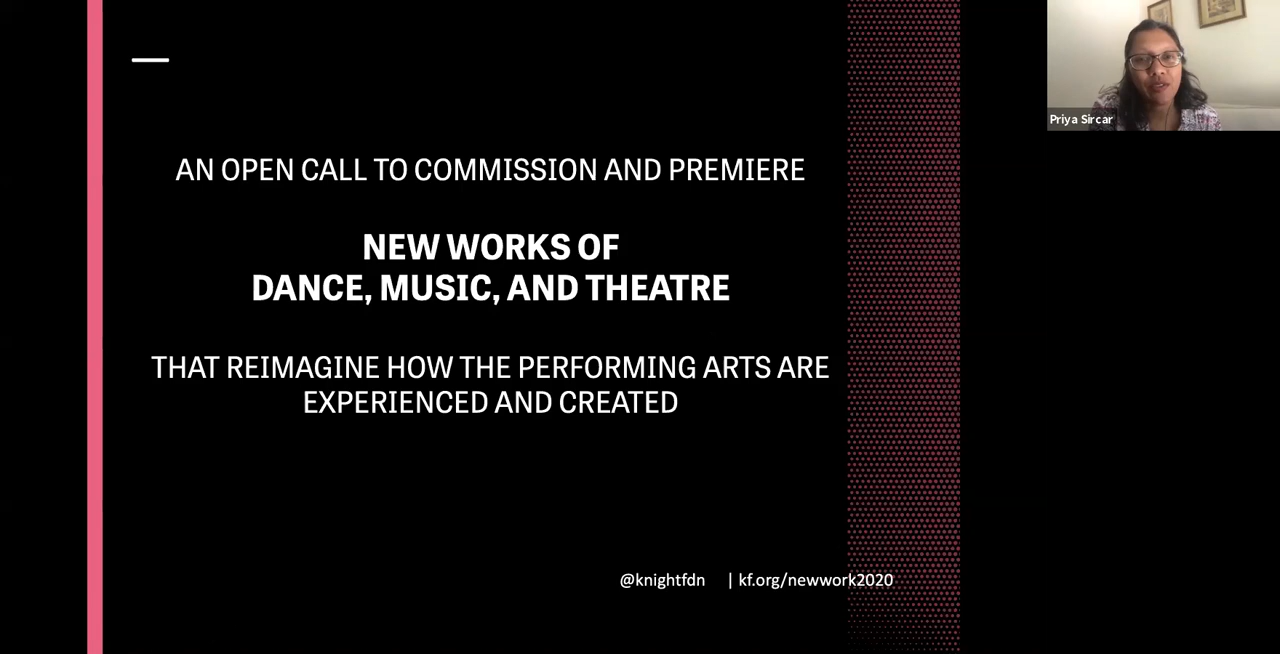 AN OPEN CALL TO COMMISSION AND PREMIERE
NEW WORKS OF
DANCE, MUSIC, AND THEATRE
THAT REIMAGINE HOW THE PERFORMING ARTS ARE
EXPERIENCED AND CREATED
@knightfdn | kf.org/newwork2020
Priya Sircar